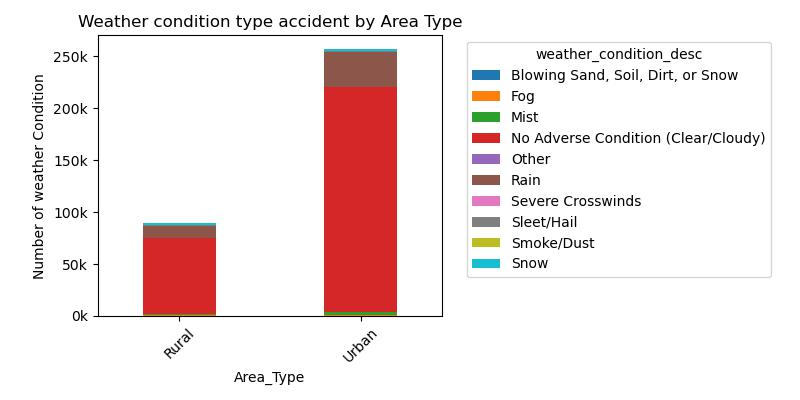 Weather condition type accident by Area Type
250k
200k
150k
100k
50k
0k
Number of weather Condition
Rural
Urban
Area_Type
weather_condition_desc
Blowing Sand, Soil, Dirt, or Snow
Fog
Mist
No Adverse Condition (Clear/Cloudy)
Other
Rain
Severe Crosswinds
Sleet/Hail
Smoke/Dust
Snow